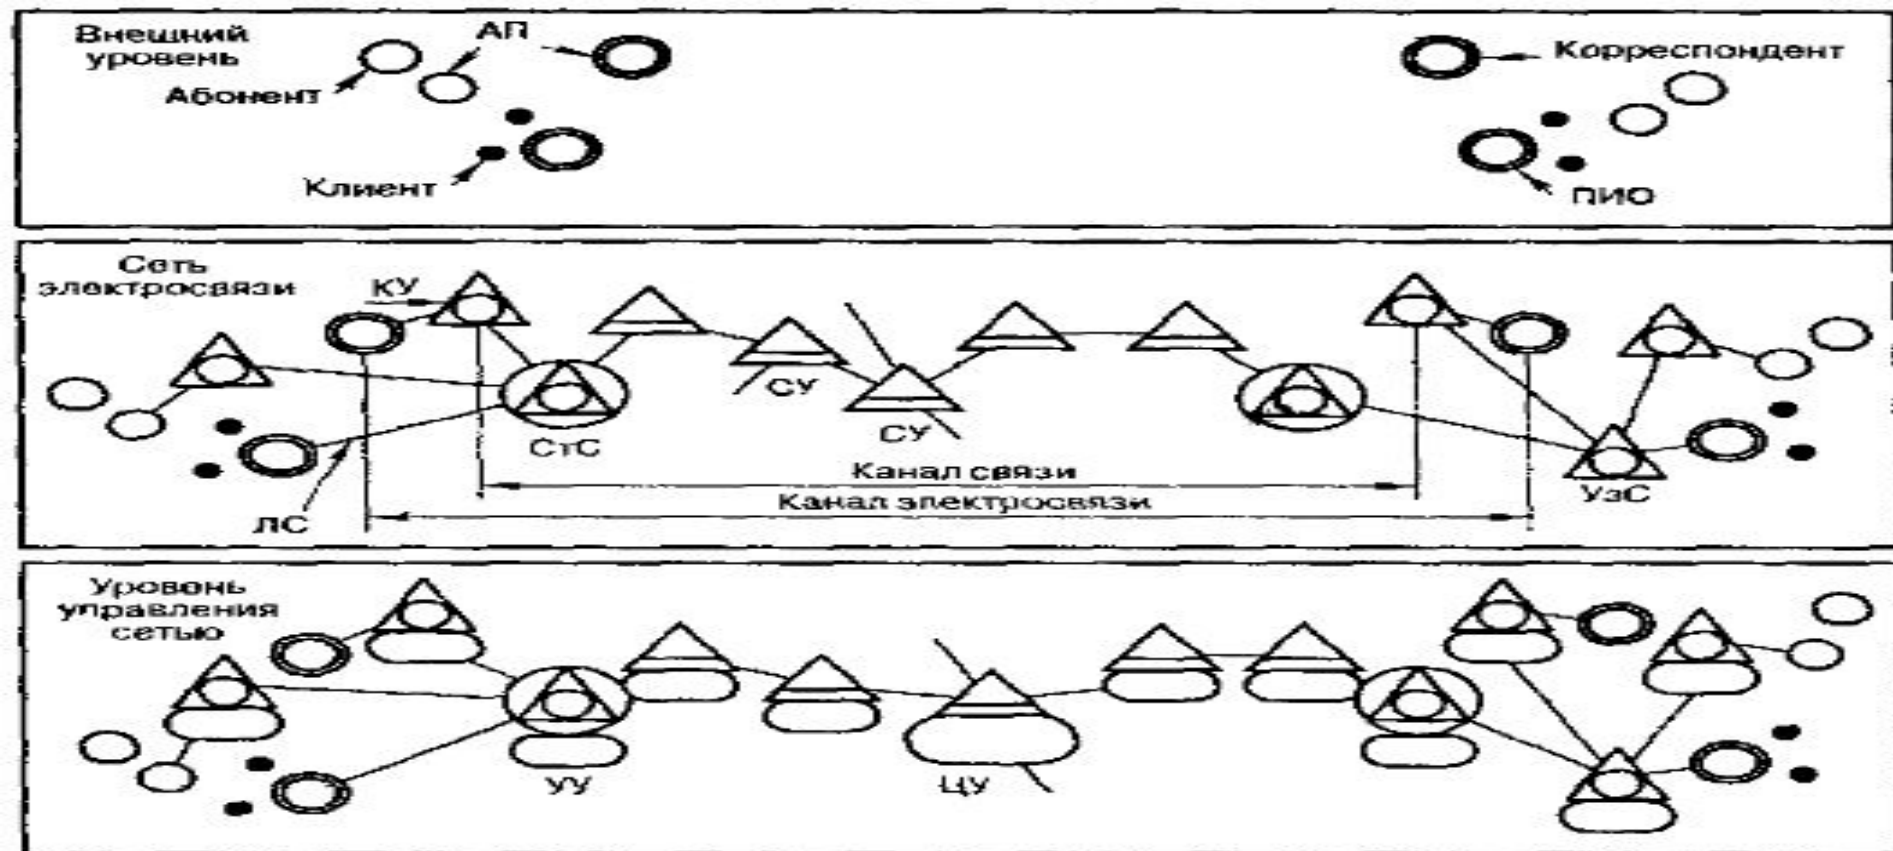 Внешний
уровень
АП
Абонент
Клиент
Корреспондент
ПИО
Сеть
электросвязи
КУ
СтС
СУ
СУ
ЛС
Канал связи
Канал электросвязи
УзС
Уровень
управления
сетью
УУ
ЦУ